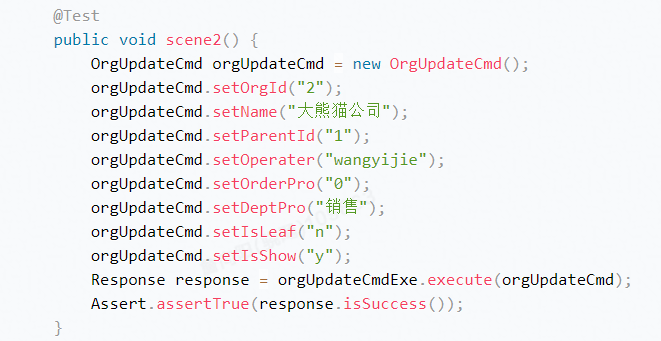 @Test
public void scene2() {
OrgUpdateCmd orgUpdateCmd = new OrgUpdateCmd();
orgUpdateCmd.setOrgId("2");
orgUpdateCmd.setName("大熊猫公司");
orgUpdateCmd.setParentId("1");
orgUpdateCmd.setOperater("wangyijie");
orgUpdateCmd.setOrderPro("0");
orgUpdateCmd.setDeptPro("销售");
orgUpdateCmd.setIsLeaf("n");
orgUpdateCmd.setIsShow("y");
Response response = orgUpdateCmdExe.execute(orgUpdateCmd);
Assert.assertTrue(response.isSuccess());
}